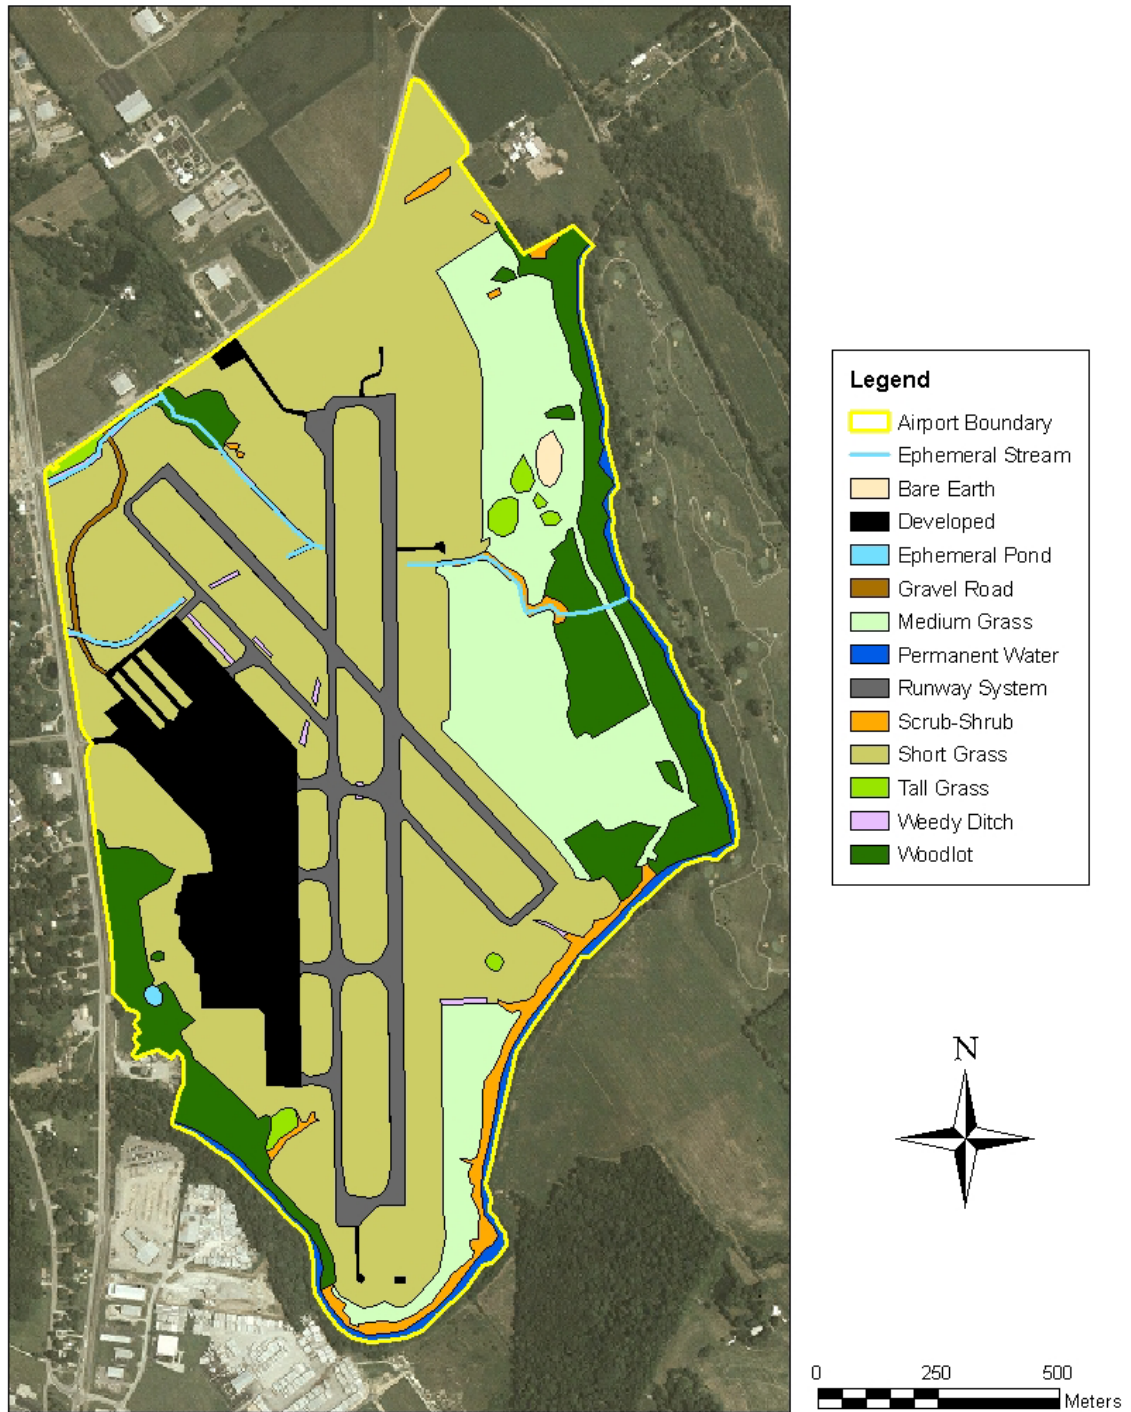 Legend
Airport Boundary
Ephemeral Stream
Bare Earth
Developed
Ephemeral Pond
Gravel Road
Medium Grass
Permanent Water
Runway System
Scrub-Shrub
Short Grass
Tall Grass
Weedy Ditch
Woodlot
N
0 250 500
Meters